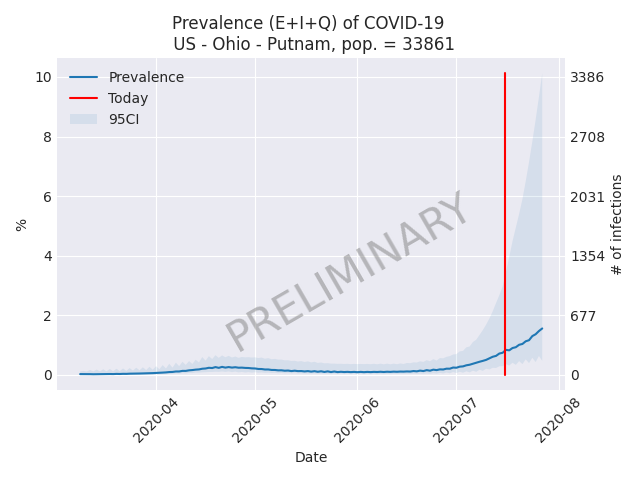 Prevalence (E+I+Q) of COVID-19
US - Ohio - Putnam, pop. = 33861
Prevalence
Today
95CI
PRELIMINARY
%
10
8
6
4
2
0
3386
2708
2031
1354
677
0
# of infections
2020-04
2020-05
2020-06
2020-07
2020-08
Date